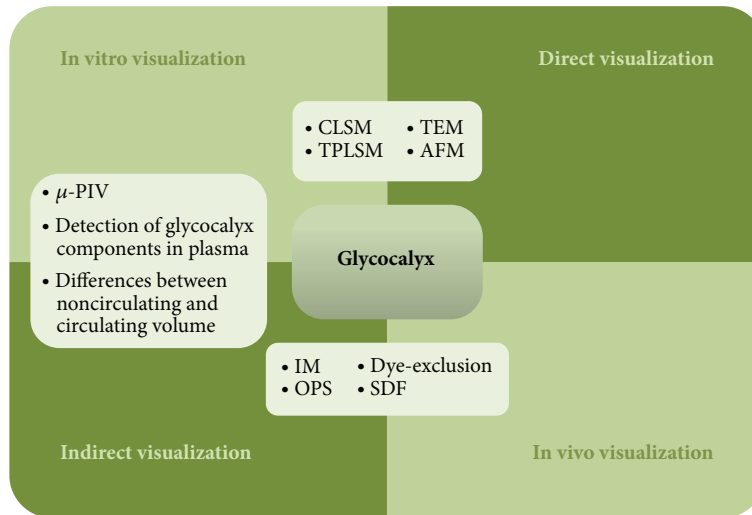 In vitro visualization
Direct visualization
• CLSM • TEM
• TPLSM • AFM
• μ-PIV
• Detection of glycocalyx
components in plasma
• Differences between
noncirculating and
circulating volume
Glycocalyx
• IM • Dye-exclusion
• OPS • SDF
Indirect visualization
In vivo visualization